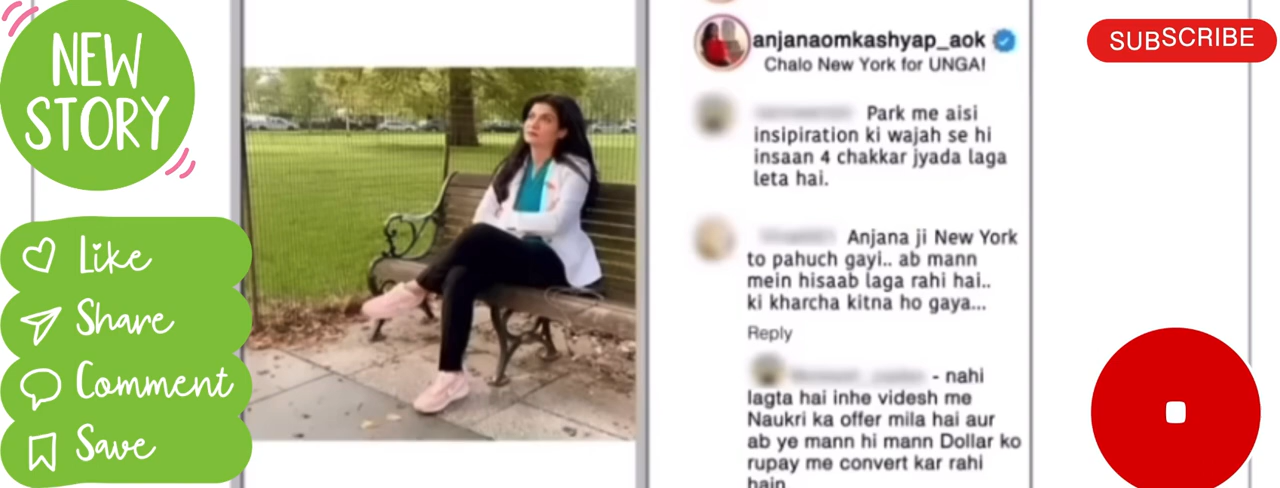 NEW
STORY
Like
Share
Comment
Save
anjanaomkashyap_aok
Chalo New York for UNGA!
Park me aisi
insipiration ki wajah se hi
insaan 4 chakkar jyada laga
leta hai.
Anjana ji New York
to pahuch gayi.. ab mann
mein hisaab laga rahi hai..
ki kharcha kitna ho gaya...
Reply
- nahi
lagta hai inhe videsh me
Naukri ka offer mila hai aur
ab ye mann hi mann Dollar ko
rupay me convert kar rahi
hain
SUBSCRIBE